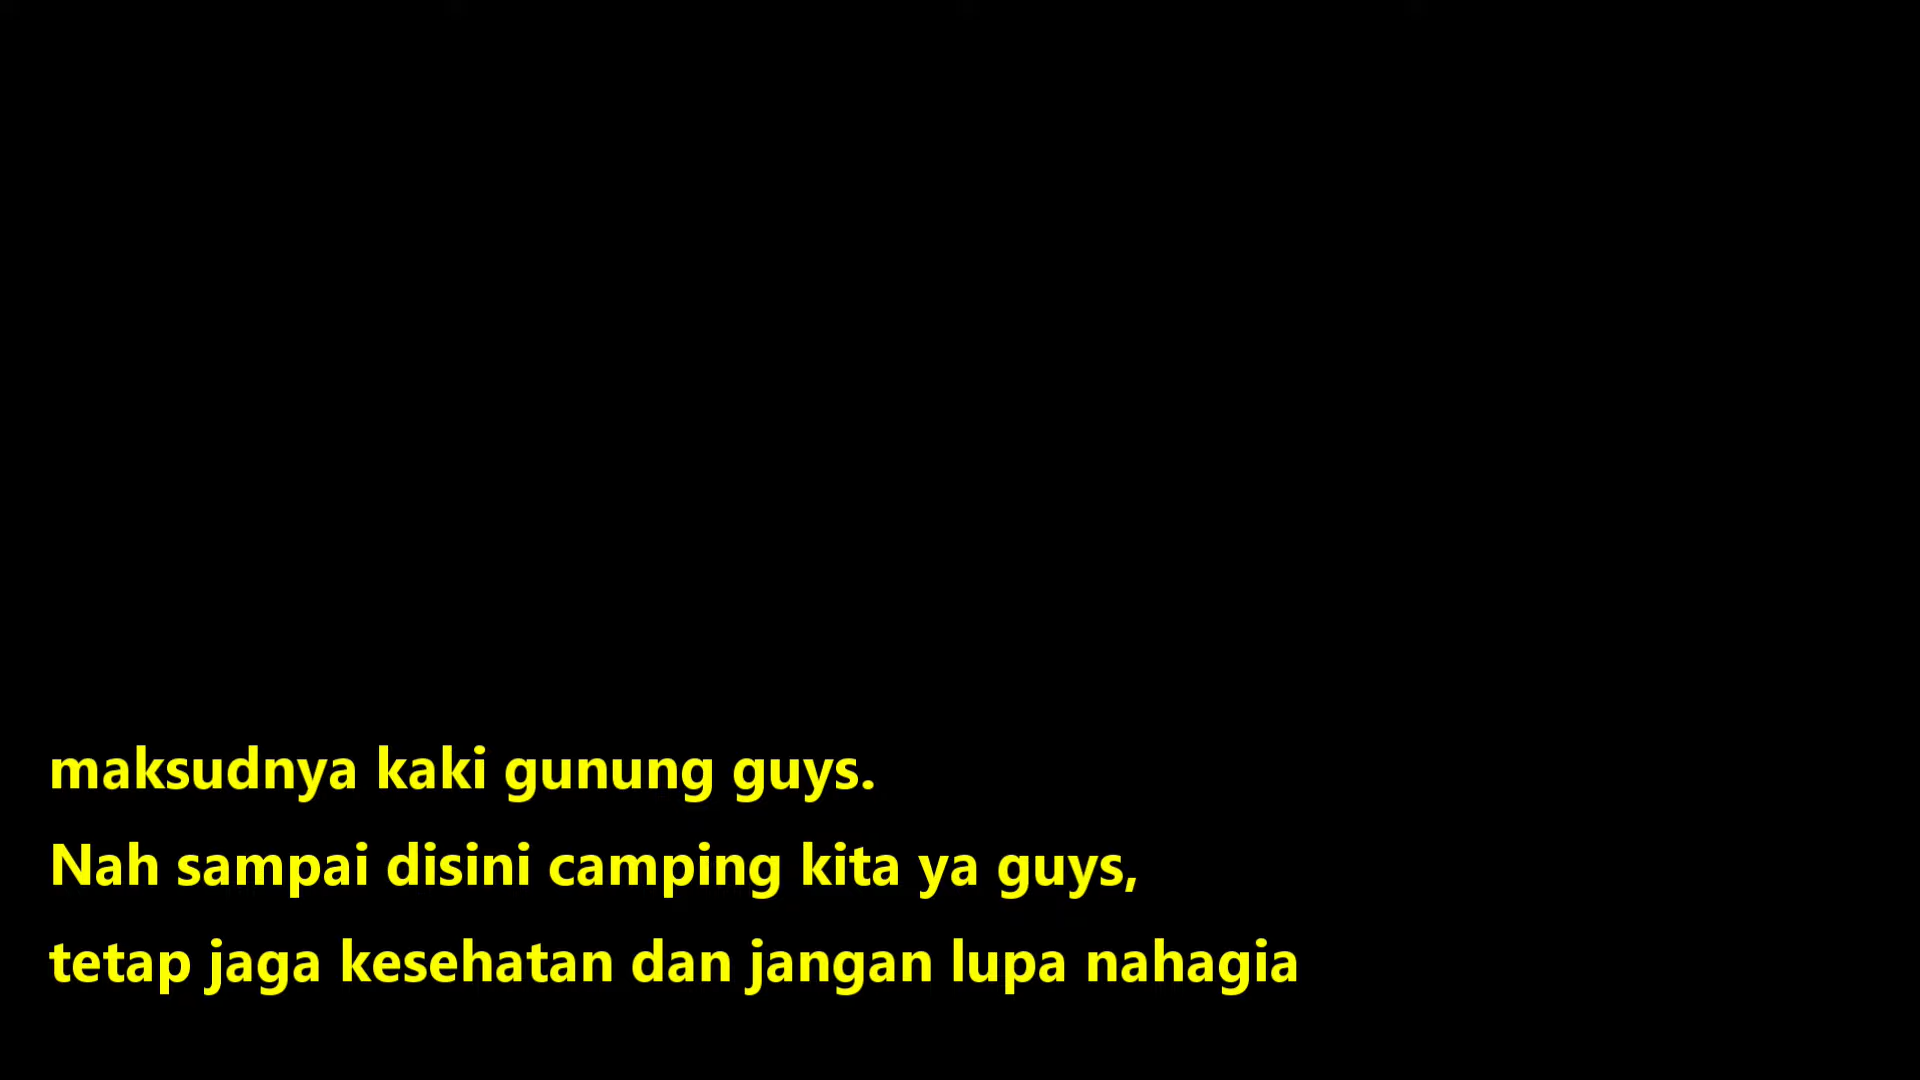 maksudnya kaki gunung guys.
Nah sampai disini camping kita ya guys,
tetap jaga kesehatan dan jangan lupa nahagia